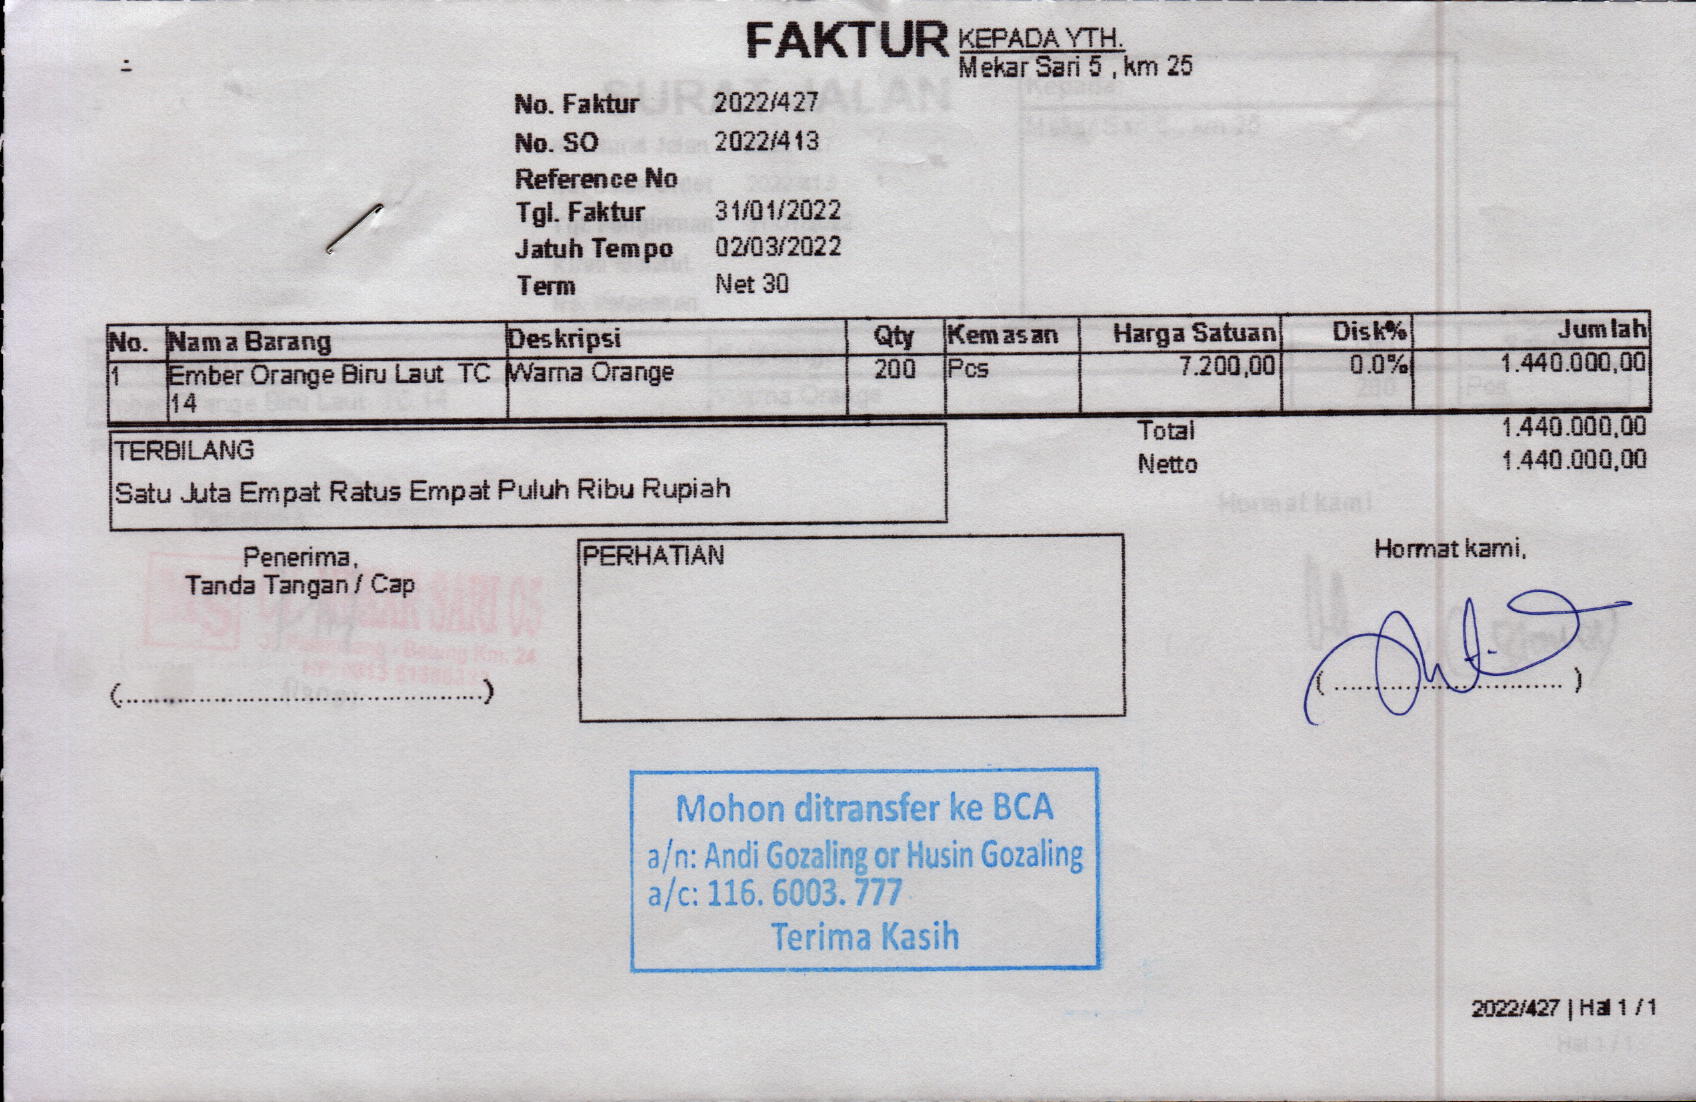 FAKTUR
KEPADA YTH.
Mekar Sari 5 , km 25
No. Faktur 2022/427
No. SO 2022/413
Reference No
Tgl. Faktur 31/01/2022
Jatuh Tempo 02/03/2022
Term Net 30
No. Nama Barang Deskripsi Qty Kemasan Harga Satuan Disk% Jumlah
1 Ember Orange Biru Laut TC Warna Orange 200 Pcs 7.200,00 0.0% 1.440.000,00
14
Total 1.440.000,00
Netto 1.440.000,00
TERBILANG
Satu Juta Empat Ratus Empat Puluh Ribu Rupiah
Penerima,
Tanda Tangan / Cap
(..................................................)
PERHATIAN
Hormat kami,
( ............................... )
Mohon ditransfer ke BCA
a/n: Andi Gozaling or Husin Gozaling
a/c: 116. 6003. 777
Terima Kasih
2022/427 | Hal 1 / 1